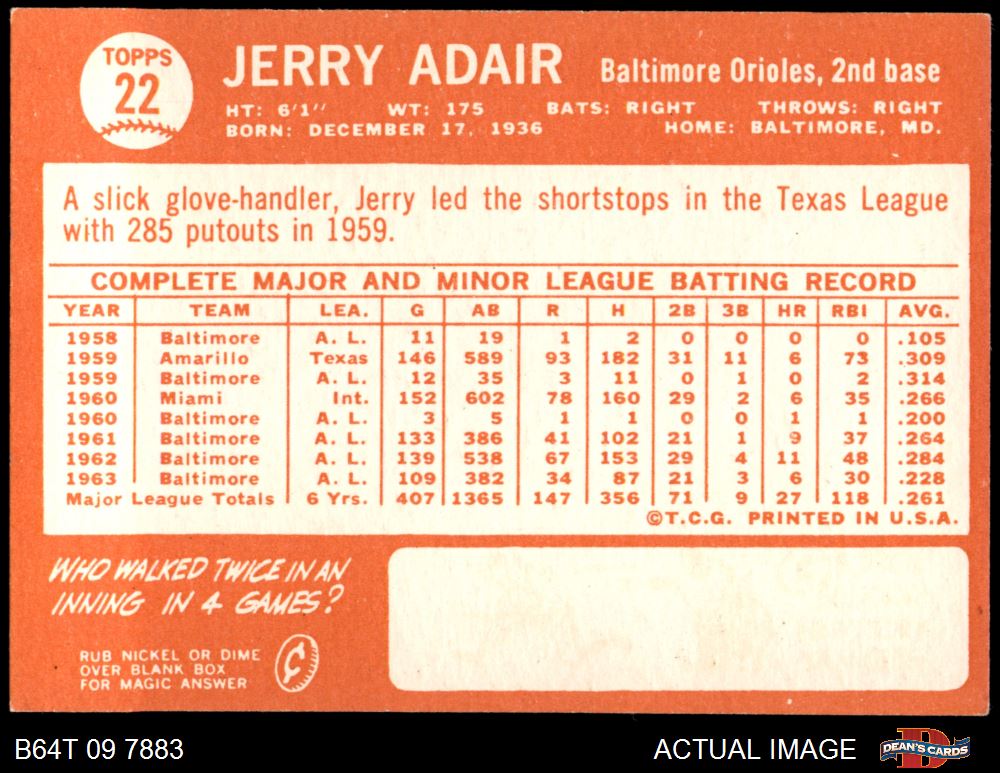 TOPPS
22
JERRY ADAIR Baltimore Orioles, 2nd base
HT: 6'1" WT: 175 BATS: RIGHT THROWS: RIGHT
BORN: DECEMBER 17, 1936 HOME: BALTIMORE, MD.
A slick glove-handler, Jerry led the shortstops in the Texas League
with 285 putouts in 1959.
COMPLETE MAJOR AND MINOR LEAGUE BATTING RECORD
YEAR TEAM LEA. G AB R H 2B 3B HR RBI AVG.
1958 Baltimore A. L. 11 19 1 2 0 0 0 0 .105
1959 Amarillo Texas 146 589 93 182 31 11 6 73 .309
1959 Baltimore A. L. 12 35 3 11 0 1 0 2 .314
1960 Miami Int. 152 602 78 160 29 2 6 35 .266
1960 Baltimore A. L. 3 5 1 1 0 0 1 1 .200
1961 Baltimore A. L. 133 386 41 102 21 1 9 37 .264
1962 Baltimore A. L. 139 538 67 153 29 4 11 48 .284
1963 Baltimore A. L. 109 382 34 87 21 3 6 30 .228
Major League Totals 6 Yrs. 407 1365 147 356 71 9 27 118 .261
©T.C.G. PRINTED IN U.S.A.
WHO WALKED TWICE IN AN
INNING IN 4 GAMES?
RUB NICKEL OR DIME
OVER BLANK BOX
FOR MAGIC ANSWER
¢
B64T 09 7883 ACTUAL IMAGE DEAN'S CARDS